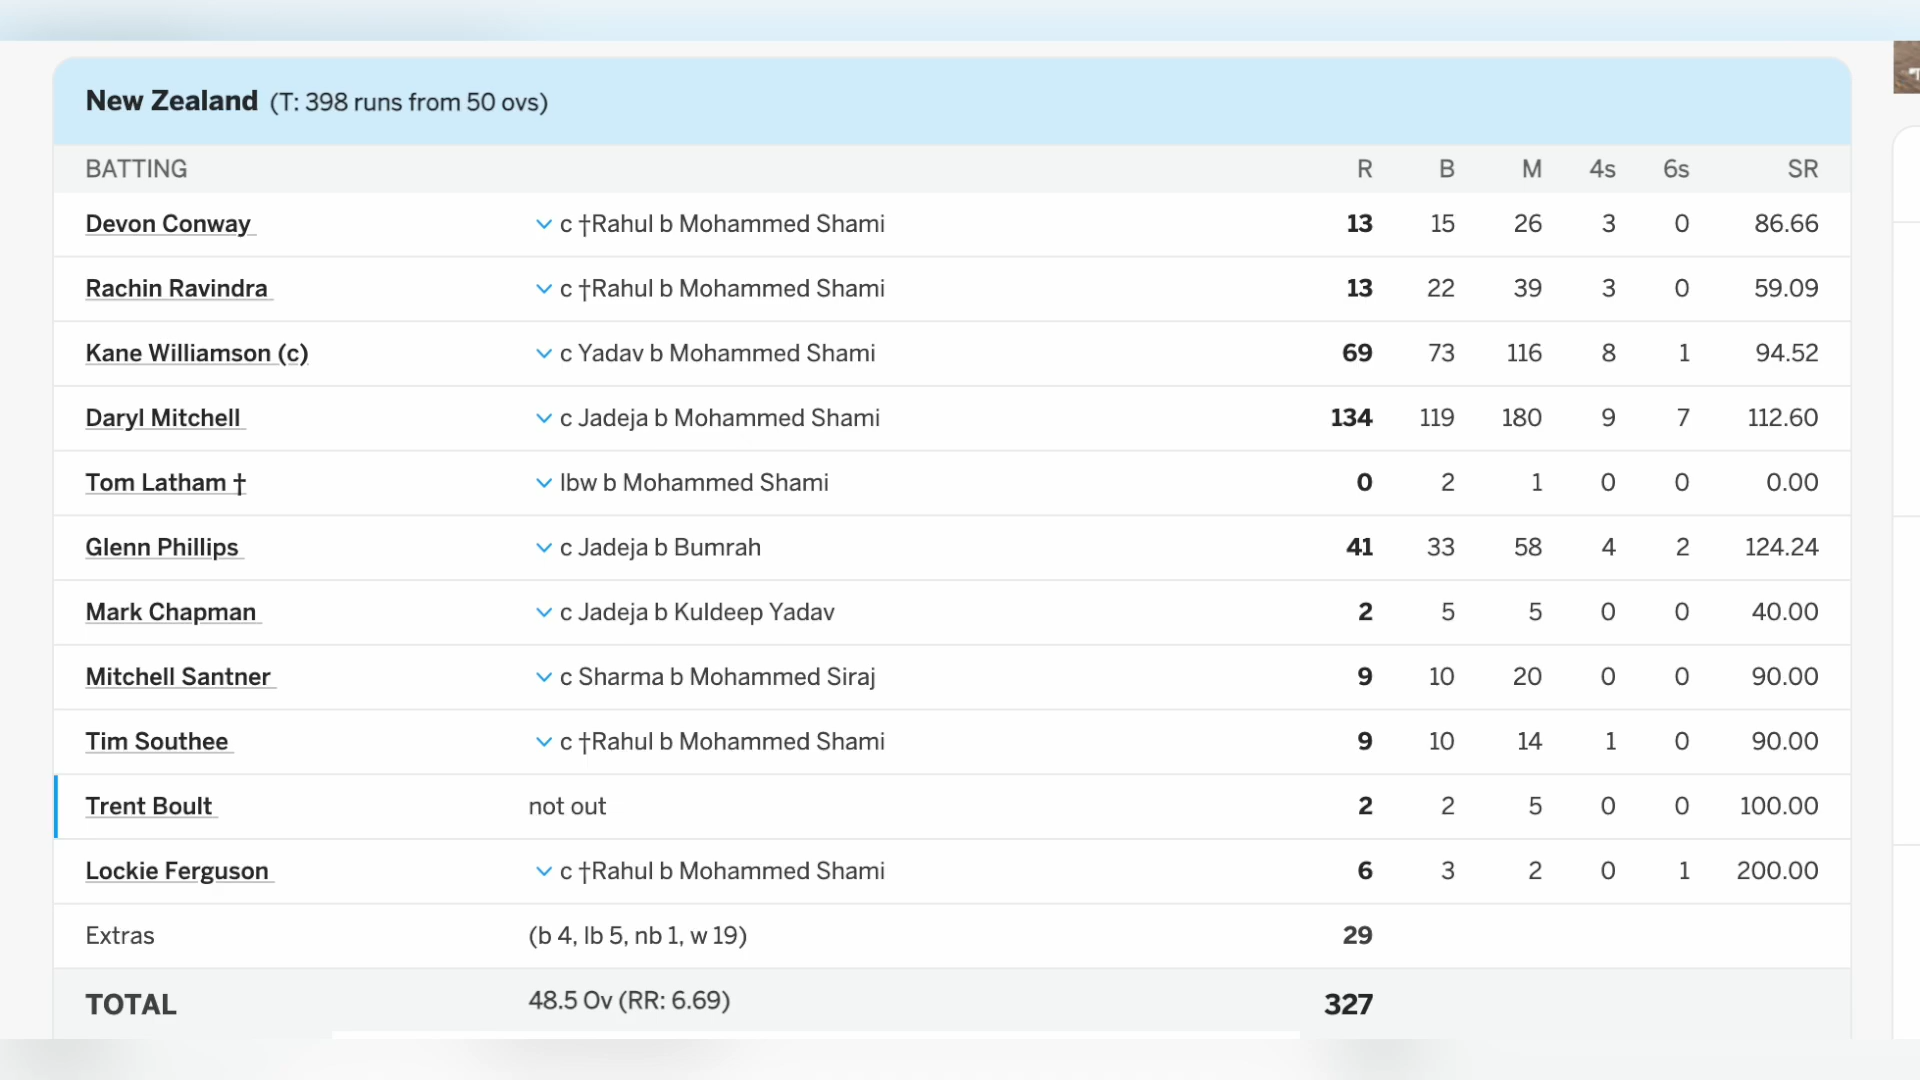 New Zealand (T: 398 runs from 50 ovs)
BATTING R B M 4s 6s SR
Devon Conway c †Rahul b Mohammed Shami 13 15 26 3 0 86.66
Rachin Ravindra c †Rahul b Mohammed Shami 13 22 39 3 0 59.09
Kane Williamson (c) c Yadav b Mohammed Shami 69 73 116 8 1 94.52
Daryl Mitchell c Jadeja b Mohammed Shami 134 119 180 9 7 112.60
Tom Latham † lbw b Mohammed Shami 0 2 1 0 0 0.00
Glenn Phillips c Jadeja b Bumrah 41 33 58 4 2 124.24
Mark Chapman c Jadeja b Kuldeep Yadav 2 5 5 0 0 40.00
Mitchell Santner c Sharma b Mohammed Siraj 9 10 20 0 0 90.00
Tim Southee c †Rahul b Mohammed Shami 9 10 14 1 0 90.00
Trent Boult not out 2 2 5 0 0 100.00
Lockie Ferguson c †Rahul b Mohammed Shami 6 3 2 0 1 200.00
Extras (b 4, lb 5, nb 1, w 19) 29
TOTAL 48.5 Ov (RR: 6.69) 327